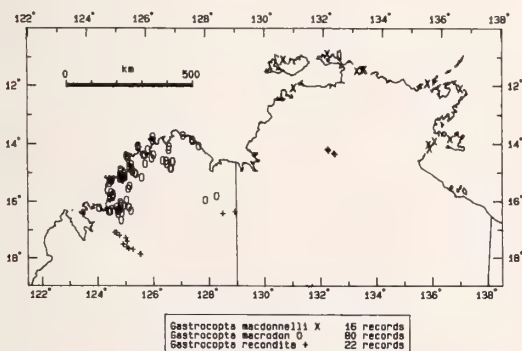 122° 124° 126° 128° 130° 132° 134° 136° 138°
km
0 500
12° 12°
14° 14°
16° 16°
18° 18°
122° 124° 126° 128° 130° 132° 134° 136° 138°
Gastrocopta macdonnelli X 16 records
Gastrocopta macrodon O 80 records
Gastrocopta recondita + 22 records